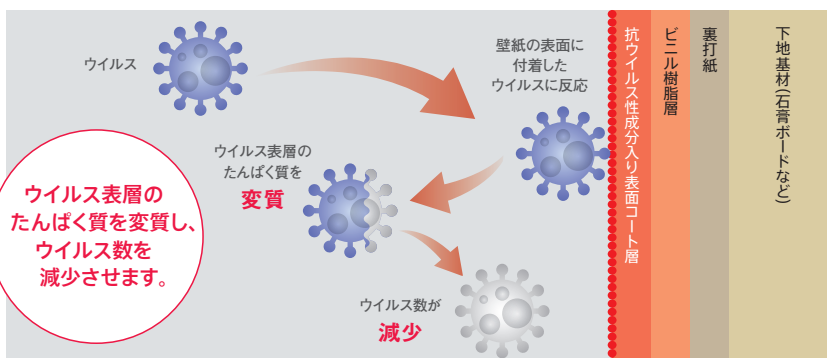 ウイルス
壁紙の表面に
付着した
ウイルスに反応
ウイルス表層の
たんぱく質を
変質
ウイルス数が
減少
ウイルス表層の
たんぱく質を変質し、
ウイルス数を
減少させます。
抗ウイルス性成分入り表面コート層
ビニル樹脂層
裏打紙
下地基材(石膏ボードなど)